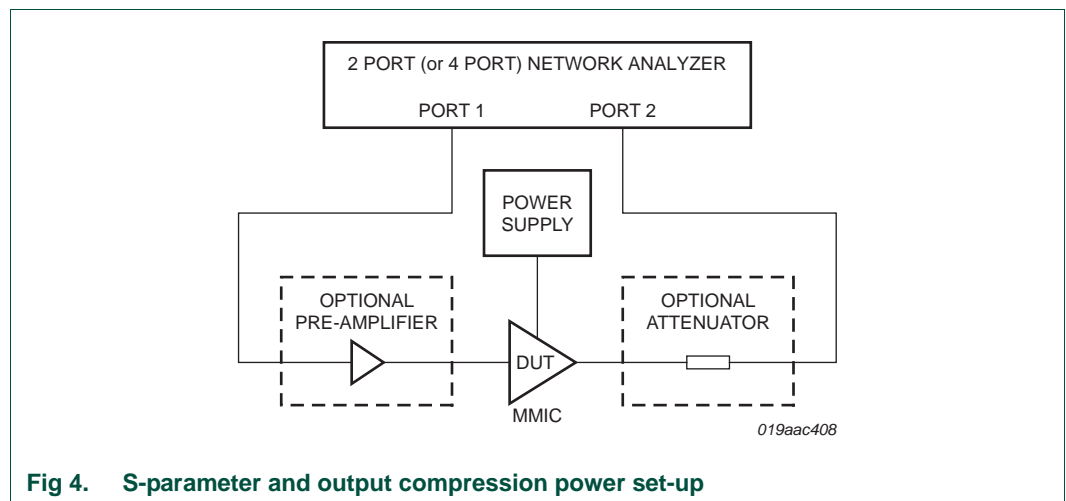 2 PORT (or 4 PORT) NETWORK ANALYZER
PORT 1
PORT 2
POWER
SUPPLY
OPTIONAL
PRE-AMPLIFIER
OPTIONAL
ATTENUATOR
DUT
MMIC
019aac408
Fig 4. S-parameter and output compression power set-up